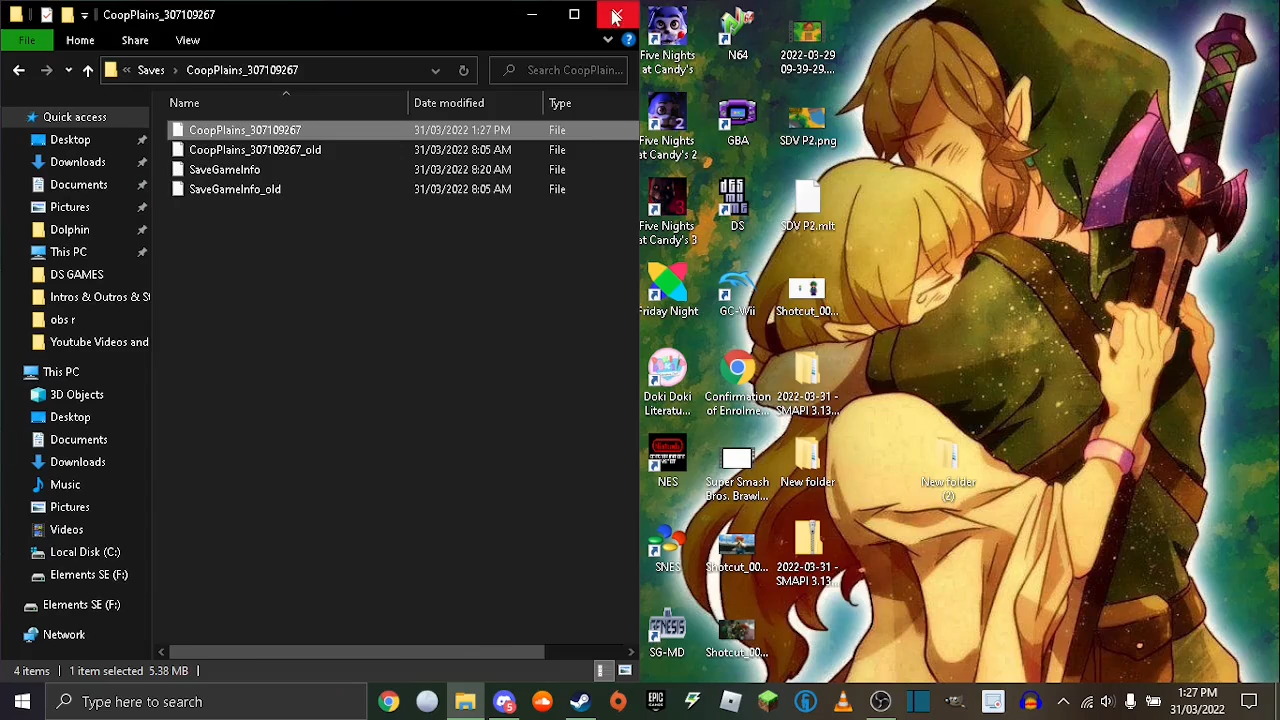 CoopPlains_307109267
File
Home
Share
View
Saves
CoopPlains_307109267
Search CoopPlain...
Name
Date modified
Type
CoopPlains_307109267
31/03/2022 1:27 PM
File
CoopPlains_307109267_old
31/03/2022 8:05 AM
File
SaveGameInfo
31/03/2022 8:20 AM
File
SaveGameInfo_old
31/03/2022 8:05 AM
File
Quick acc
Desktop
Downloads
Documents
Pictures
Dolphin
This PC
DS GAMES
Intros & Outros & St
obs r
Youtube Videos and
This PC
3D Objects
Desktop
Documents
Downloads
Music
Pictures
Videos
Local Disk (C:)
Elements SE (F:)
Elements SE (F:)
Network
4 items
1 item selected 5.38 MB
Five Nights
at Candy's
N64
2022-03-29
09-39-29....
Five Nights
at Candy's 2
GBA
SDV P2.png
Five Nights
at Candy's 3
DS
SDV P2.mlt
Friday Night
GC-Wii
Shotcut_00...
Doki Doki
Literatu...
Confirmation
of Enrolme...
2022-03-31 -
SMAPI 3.13...
NES
Super Smash
Bros. Brawl...
New folder
New folder
(2)
SNES
Shotcut_00...
2022-03-31 -
SMAPI 3.13...
SG-MD
Shotcut_00...
Type here to search
1:27 PM
31/03/2022